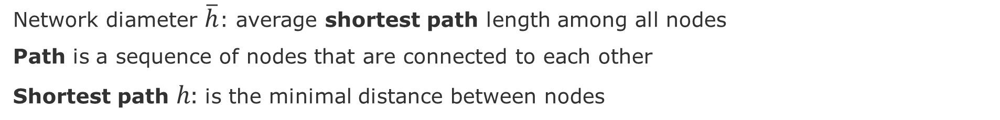 Network diameter h̅: average shortest path length among all nodes
Path is a sequence of nodes that are connected to each other
Shortest path h: is the minimal distance between nodes